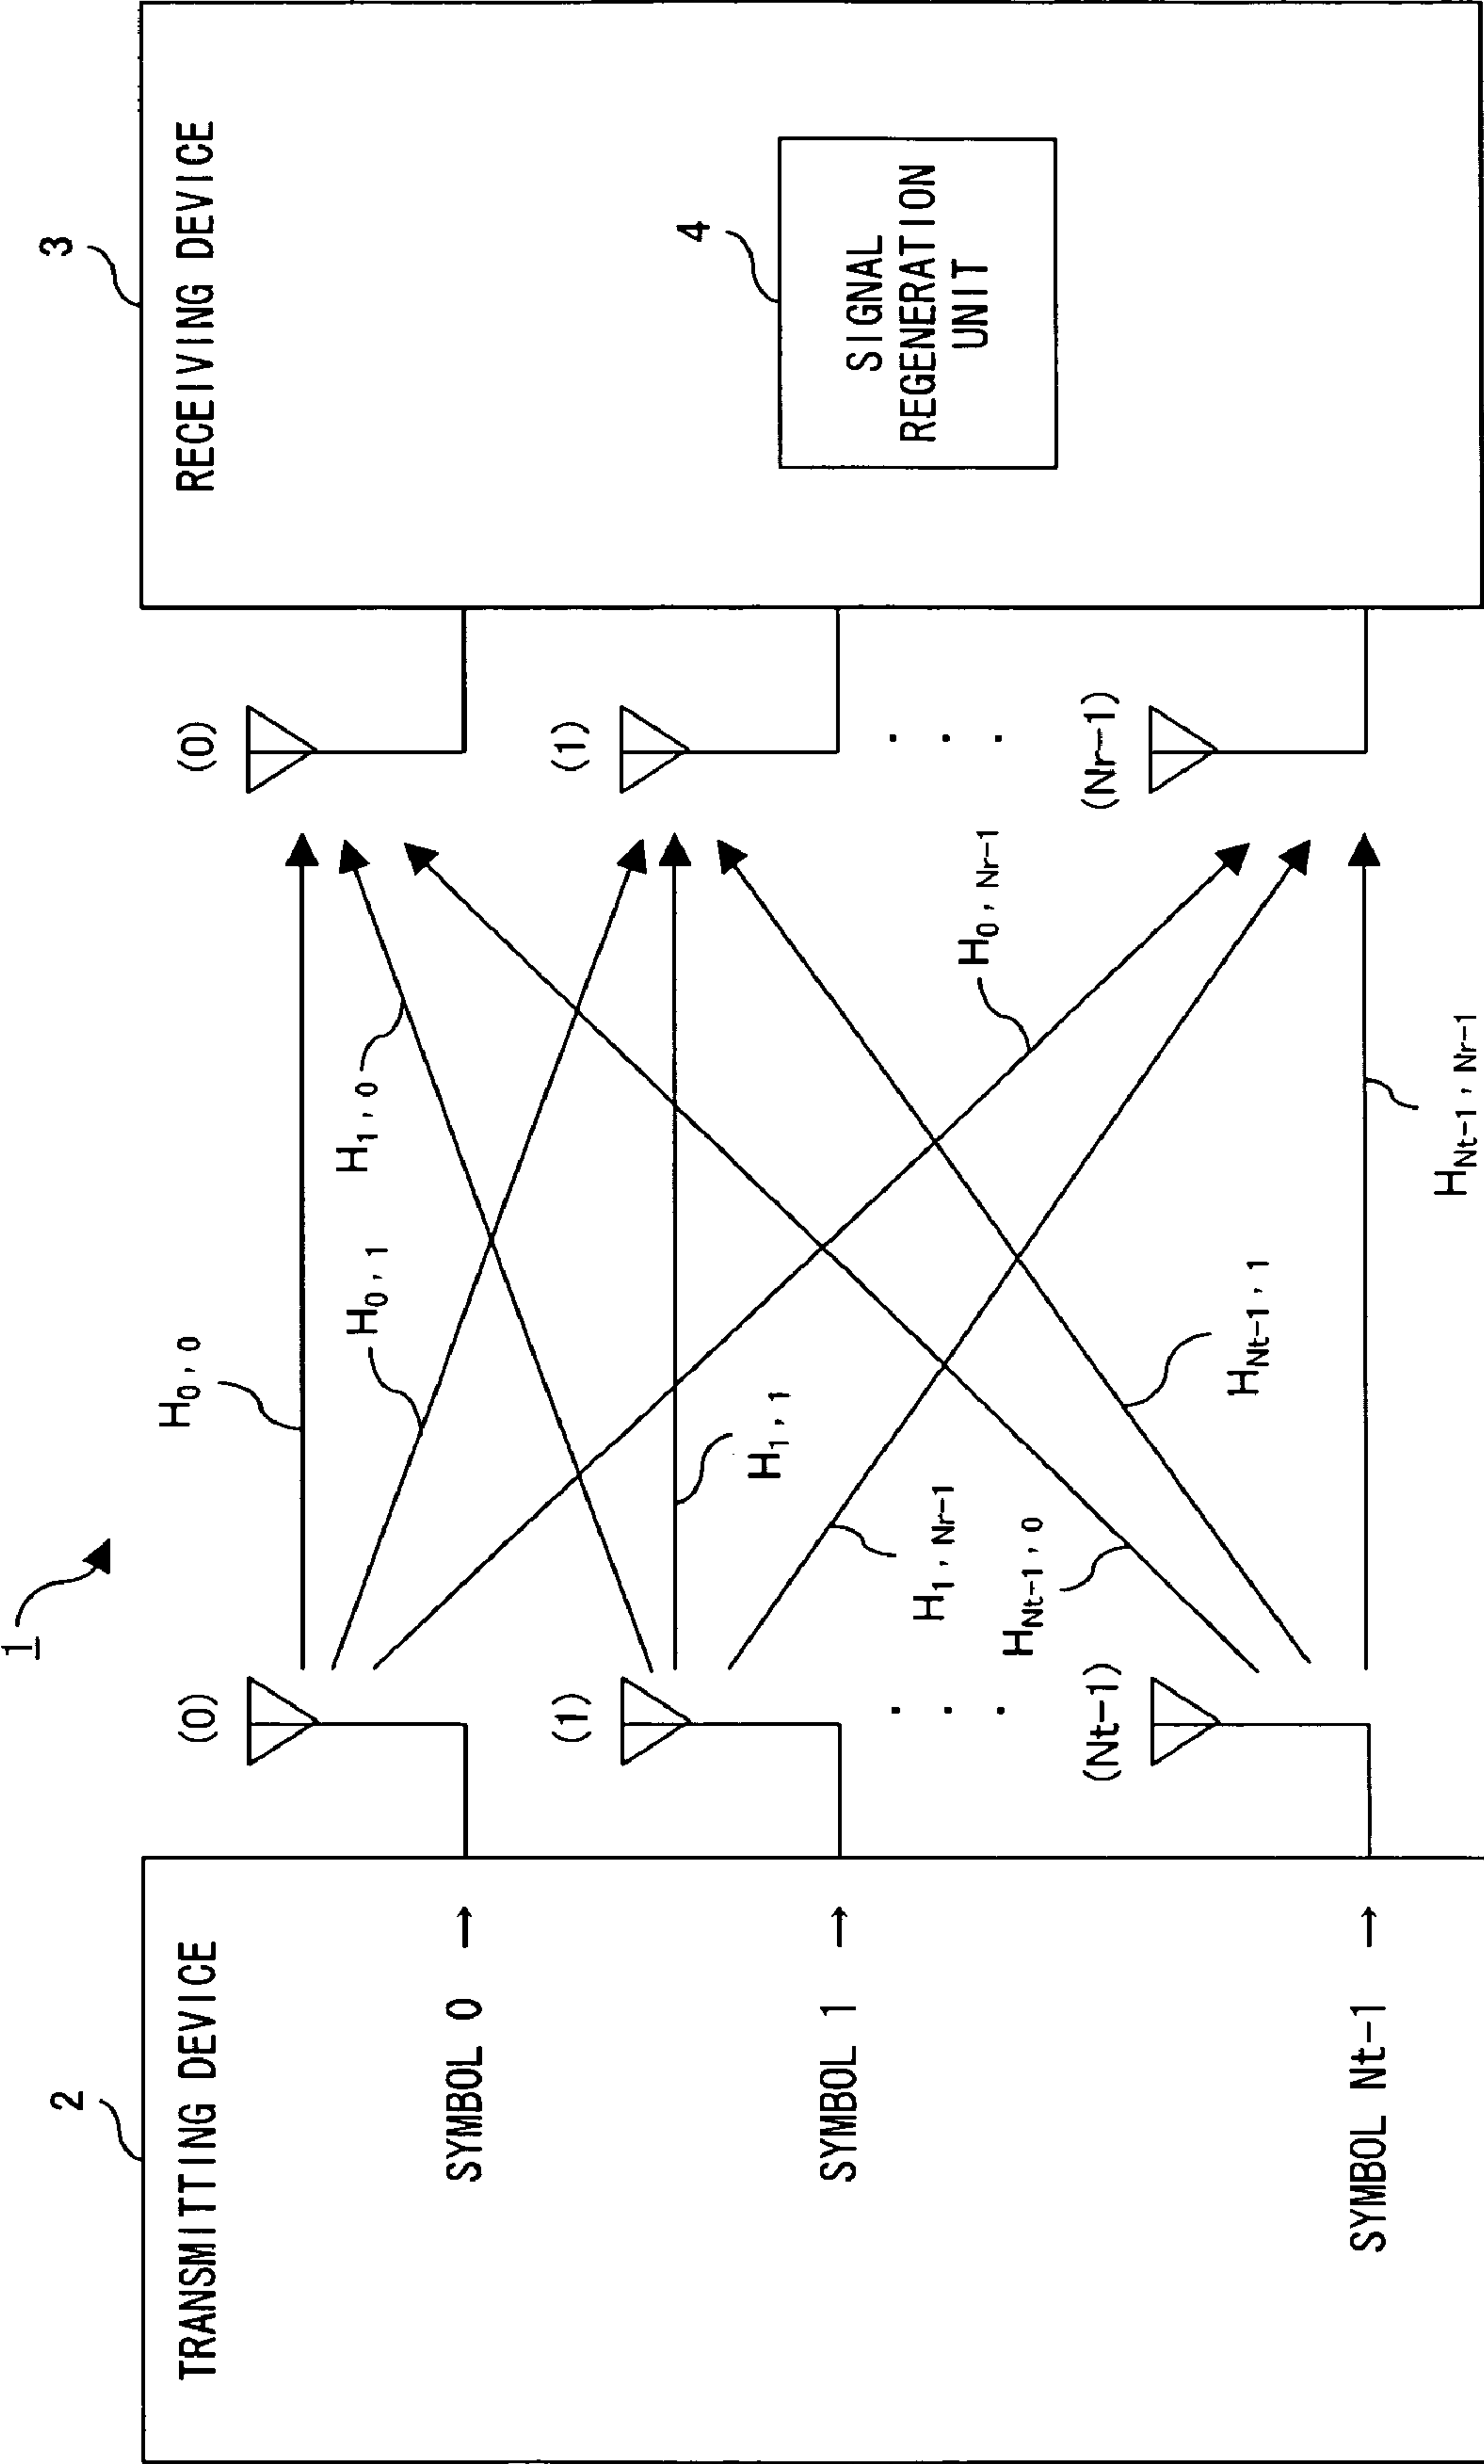 1
2
TRANSMITTING DEVICE
SYMBOL 0 →
SYMBOL 1 →
SYMBOL Nt-1 →
(0)
(1)
. . .
(Nt-1)
H0,0
H0,1
H1,0
H1,1
H1,Nr-1
HNt-1,0
H0,Nr-1
HNt-1,1
HNt-1,Nr-1
(0)
(1)
. . .
(Nr-1)
3
RECEIVING DEVICE
4
SIGNAL
REGENERATION
UNIT